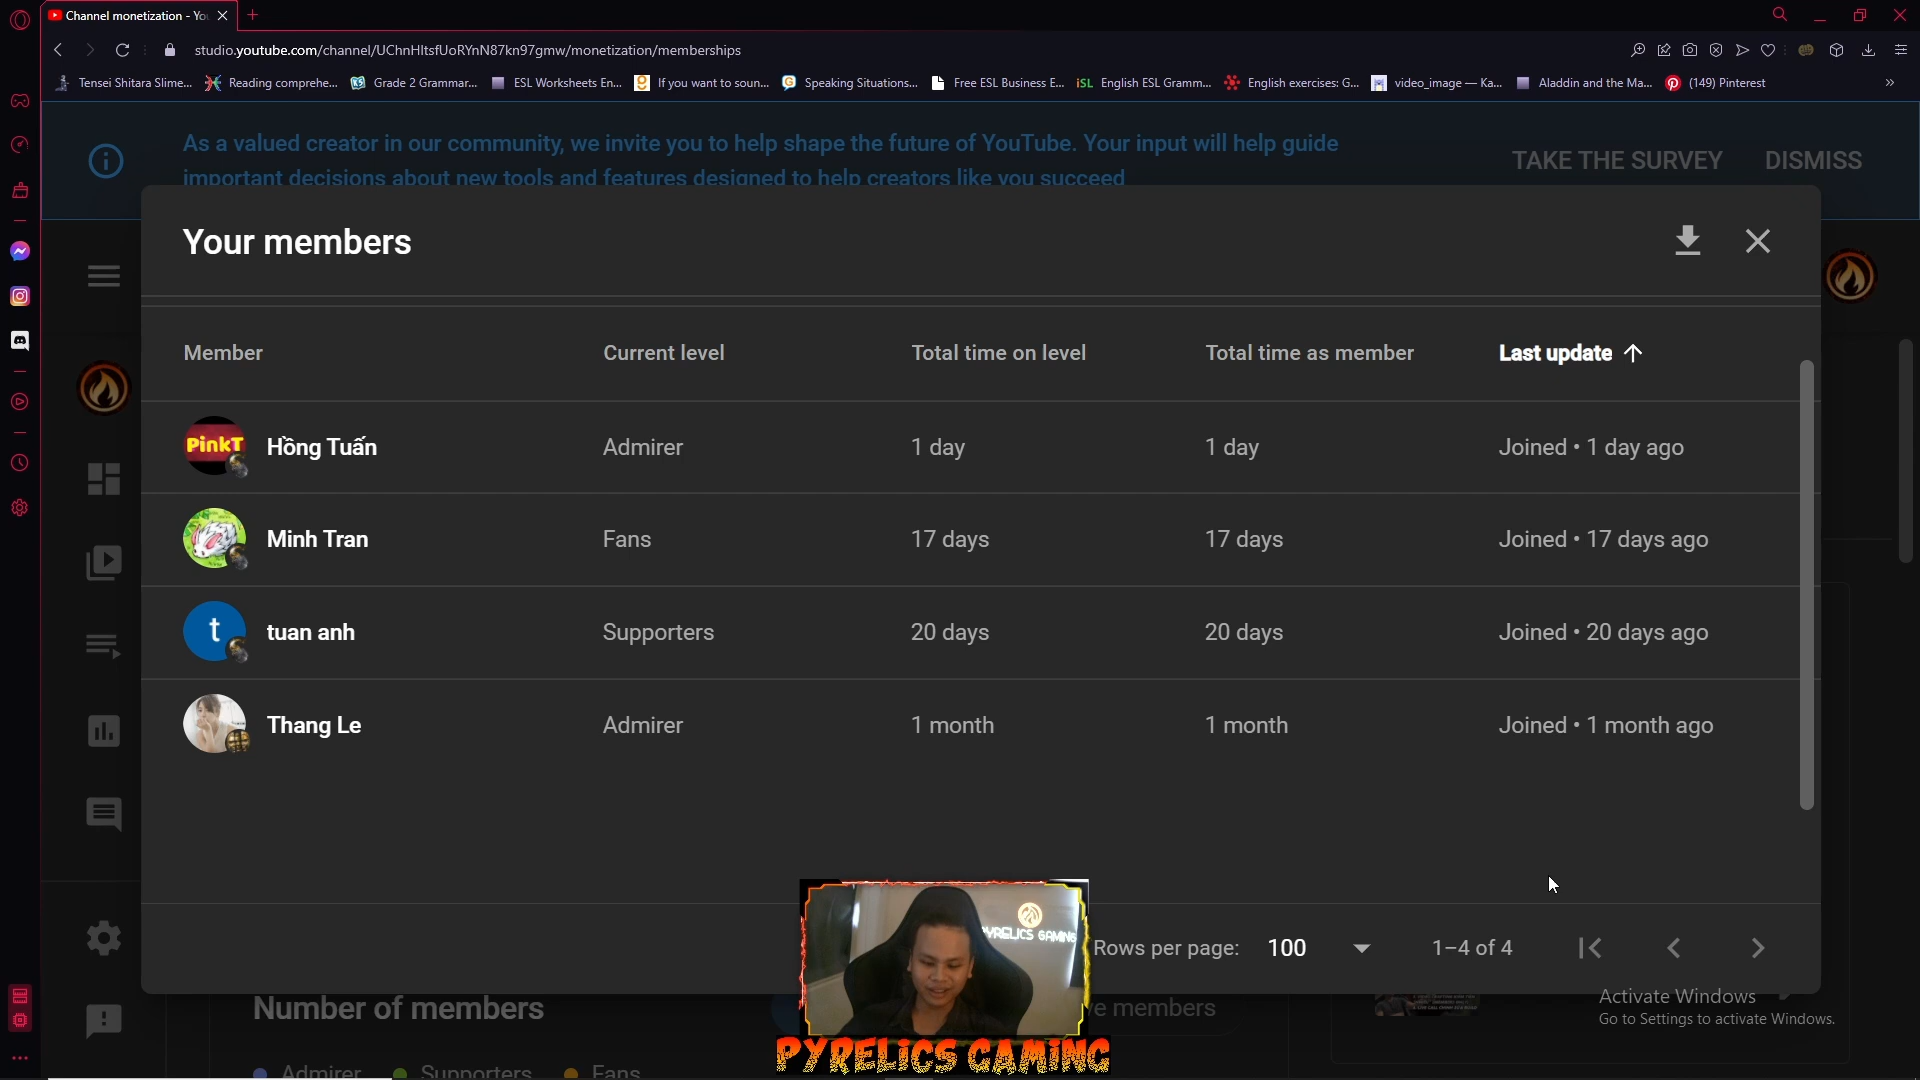 Channel monetization - Yo
studio.youtube.com/channel/UChnHltsfUoRYnN87kn97gmw/monetization/memberships
Tensei Shitara Slime...
Reading comprehe...
Grade 2 Grammar...
ESL Worksheets En...
If you want to soun...
Speaking Situations...
Free ESL Business E...
iSL English ESL Gramm...
English exercises: G...
video_image — Ka...
Aladdin and the Ma...
(149) Pinterest
As a valued creator in our community, we invite you to help shape the future of YouTube. Your input will help guide
important decisions about new tools and features designed to help creators like you succeed
TAKE THE SURVEY
DISMISS
Your members
Member
Current level
Total time on level
Total time as member
Last update
PinkT
Hồng Tuấn
Admirer
1 day
1 day
Joined • 1 day ago
Minh Tran
Fans
17 days
17 days
Joined • 17 days ago
t
tuan anh
Supporters
20 days
20 days
Joined • 20 days ago
Thang Le
Admirer
1 month
1 month
Joined • 1 month ago
Rows per page:
100
1–4 of 4
PYRELICS GAMING
Number of members
members
Activate Windows
Go to Settings to activate Windows.
PYRELICS GAMING
Admirer
Supporters
Fans